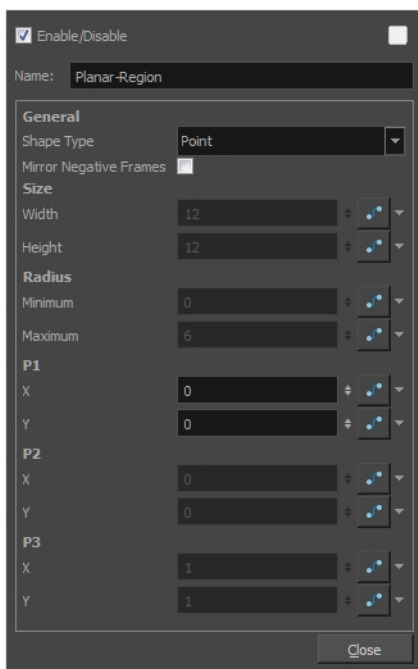 Enable/Disable
Name: Planar-Region
General
Shape Type Point
Mirror Negative Frames
Size
Width 12
Height 12
Radius
Minimum 0
Maximum 6
P1
X 0
Y 0
P2
X 0
Y 0
P3
X 1
Y 1
Close